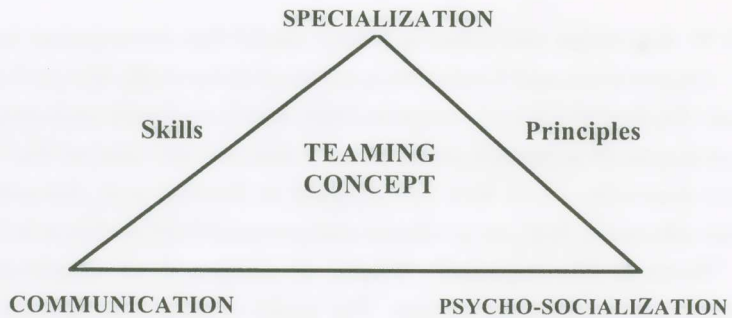 SPECIALIZATION
Skills
Principles
TEAMING
CONCEPT
COMMUNICATION
PSYCHO-SOCIALIZATION